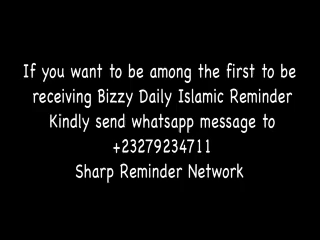 If you want to be among the first to be
receiving Bizzy Daily Islamic Reminder
Kindly send whatsapp message to
+23279234711
Sharp Reminder Network